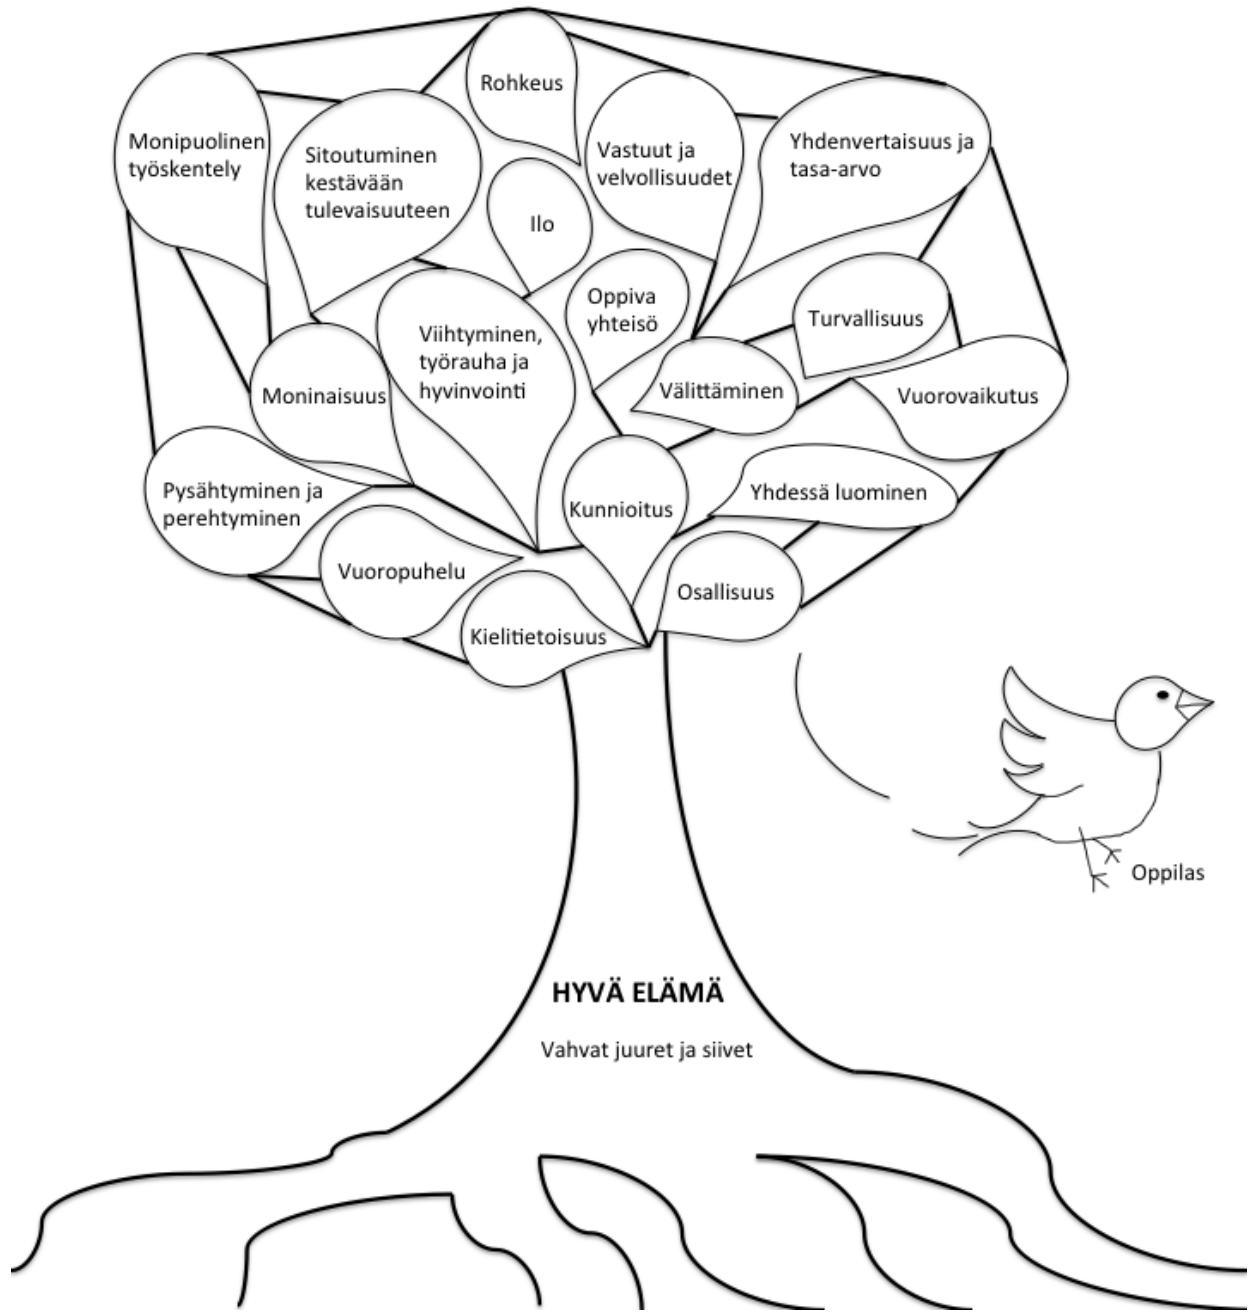 Rohkeus
Monipuolinen
työskentely
Sitoutuminen
kestävään
tulevaisuuteen
Vastuut ja
velvollisuudet
Yhdenvertaisuus ja
tasa-arvo
Ilo
Oppiva
yhteisö
Turvallisuus
Viihtyminen,
työrauha ja
hyvinvointi
Moninaisuus
Välittäminen
Vuorovaikutus
Pysähtyminen ja
perehtyminen
Kunnioitus
Yhdessä luominen
Vuoropuhelu
Osallisuus
Kielitietoisuus
Oppilas
HYVÄ ELÄMÄ
Vahvat juuret ja siivet